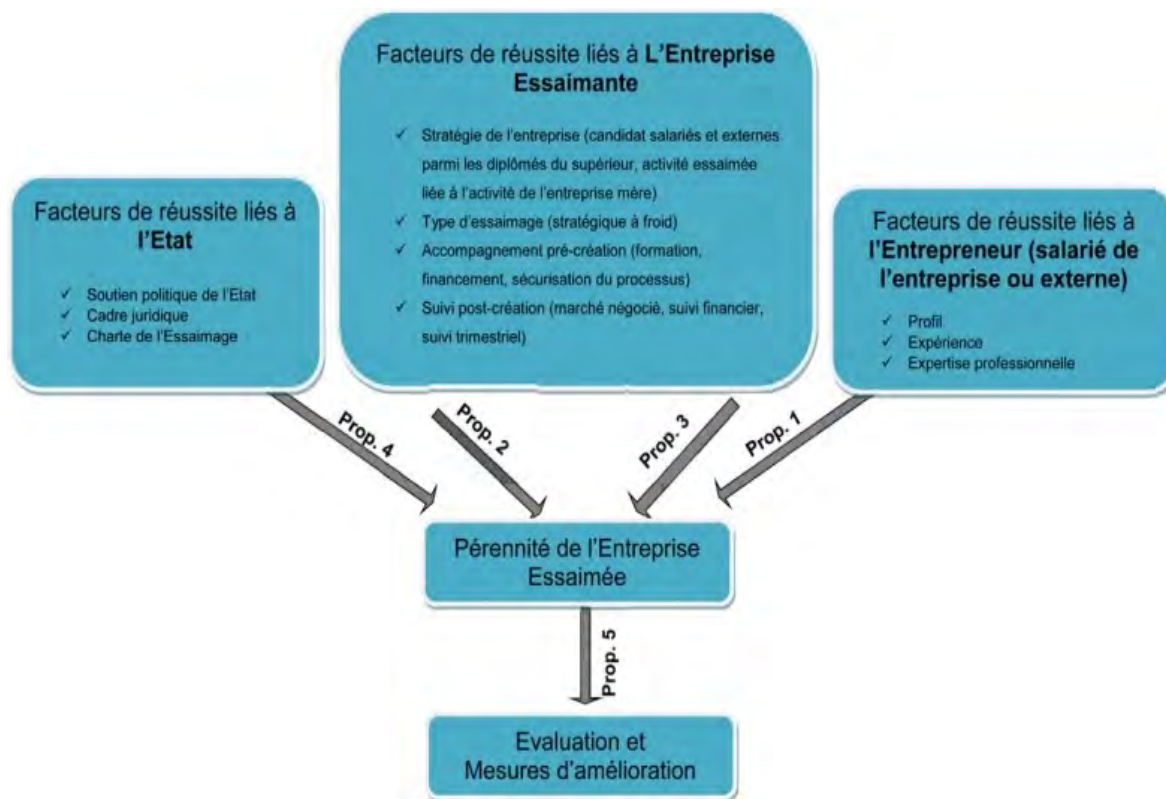 Facteurs de réussite liés à L'Entreprise
Essaimante
✓ Stratégie de l'entreprise (candidat salariés et externes
parmi les diplômés du supérieur, activité essaimée
liée à l'activité de l'entreprise mère)
✓ Type d'essaimage (stratégique à froid)
✓ Accompagnement pré-création (formation,
financement, sécurisation du processus)
✓ Suivi post-création (marché négocié, suivi financier,
suivi trimestriel)
Facteurs de réussite liés à
l'Etat
✓ Soutien politique de l'Etat
✓ Cadre juridique
✓ Charte de l'Essaimage
Facteurs de réussite liés à
l'Entrepreneur (salarié de
l'entreprise ou externe)
✓ Profil
✓ Expérience
✓ Expertise professionnelle
Prop. 4
Prop. 2
Prop. 3
Prop. 1
Pérennité de l'Entreprise
Essaimée
Prop. 5
Evaluation et
Mesures d'amélioration